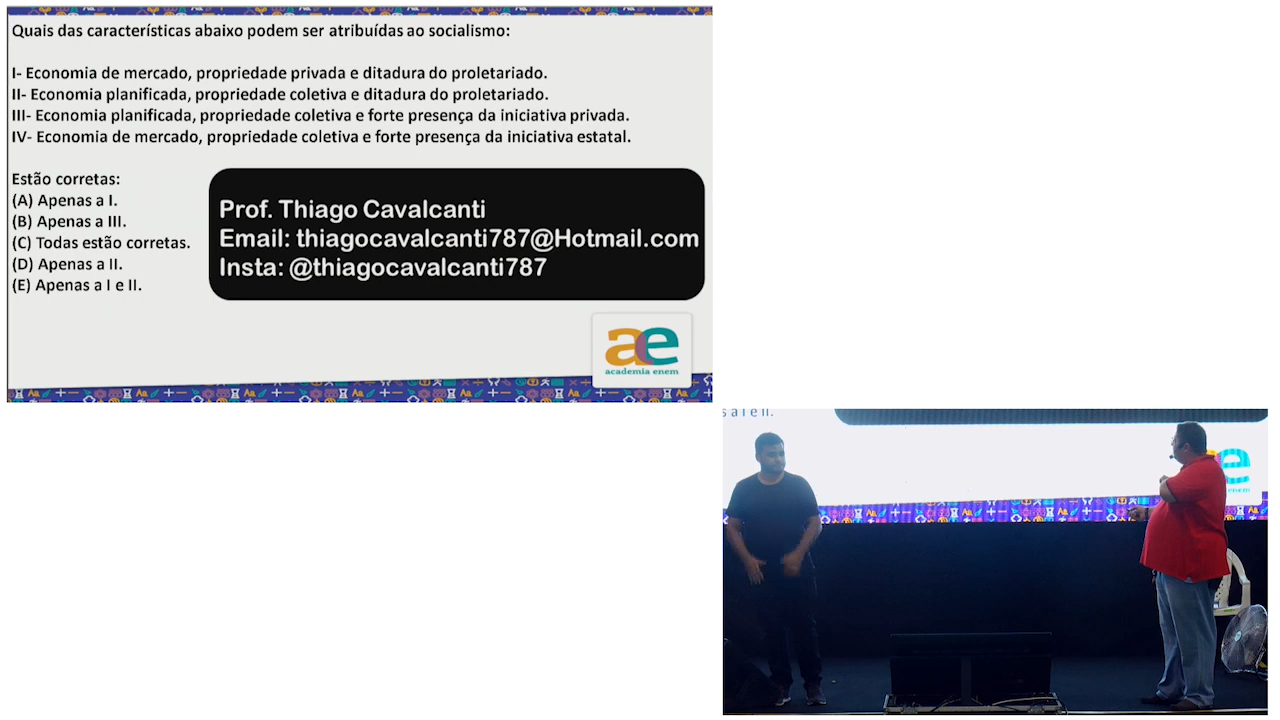 Quais das características abaixo podem ser atribuídas ao socialismo:
I- Economia de mercado, propriedade privada e ditadura do proletariado.
II- Economia planificada, propriedade coletiva e ditadura do proletariado.
III- Economia planificada, propriedade coletiva e forte presença da iniciativa privada.
IV- Economia de mercado, propriedade coletiva e forte presença da iniciativa estatal.
Estão corretas:
(A) Apenas a I.
(B) Apenas a III.
(C) Todas estão corretas.
(D) Apenas a II.
(E) Apenas a I e II.
Prof. Thiago Cavalcanti
Email: thiagocavalcanti787@Hotmail.com
Insta: @thiagocavalcanti787
ae
academia enem
s a I e II.
e
enem